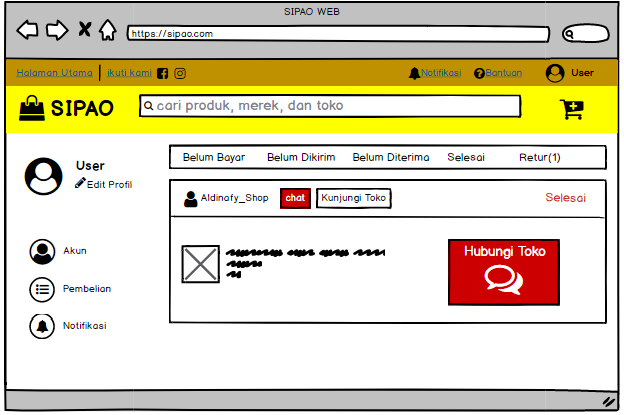 SIPAO WEB
https://sipao.com
Halaman Utama ikuti kami Notifikasi Bantuan User
SIPAO cari produk, merek, dan toko
User
Edit Profil
Belum Bayar Belum Dikirim Belum Diterima Selesai Retur(1)
Aldinafy_Shop chat Kunjungi Toko Selesai
Hubungi Toko
Akun
Pembelian
Notifikasi